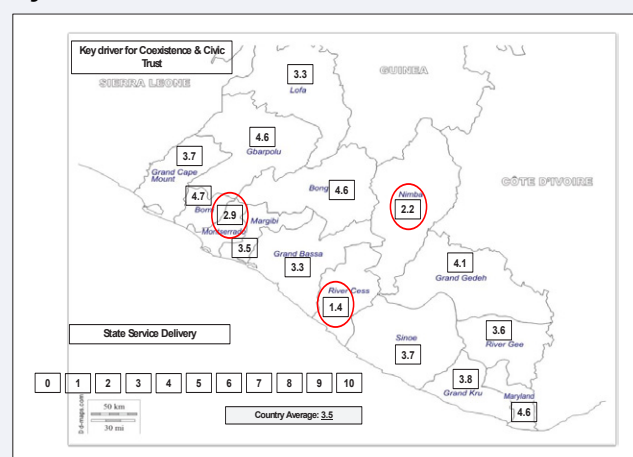 Key driver for Coexistence & Civic
Trust
SIERRA LEONE
GUINEA
CÔTE D'IVOIRE
3.3
Lofa
4.6
Gbarpolu
3.7
Grand Cape
Mount
4.7
Bomi
2.9
Montserrado
Margibi
3.5
Bong
4.6
Nimba
2.2
Grand Bassa
3.3
4.1
Grand Gedeh
River Cess
1.4
Sinoe
3.7
3.6
River Gee
3.8
Grand Kru
Maryland
4.6
State Service Delivery
0 1 2 3 4 5 6 7 8 9 10
50 km
30 mi
d-maps.com
Country Average: 3.5